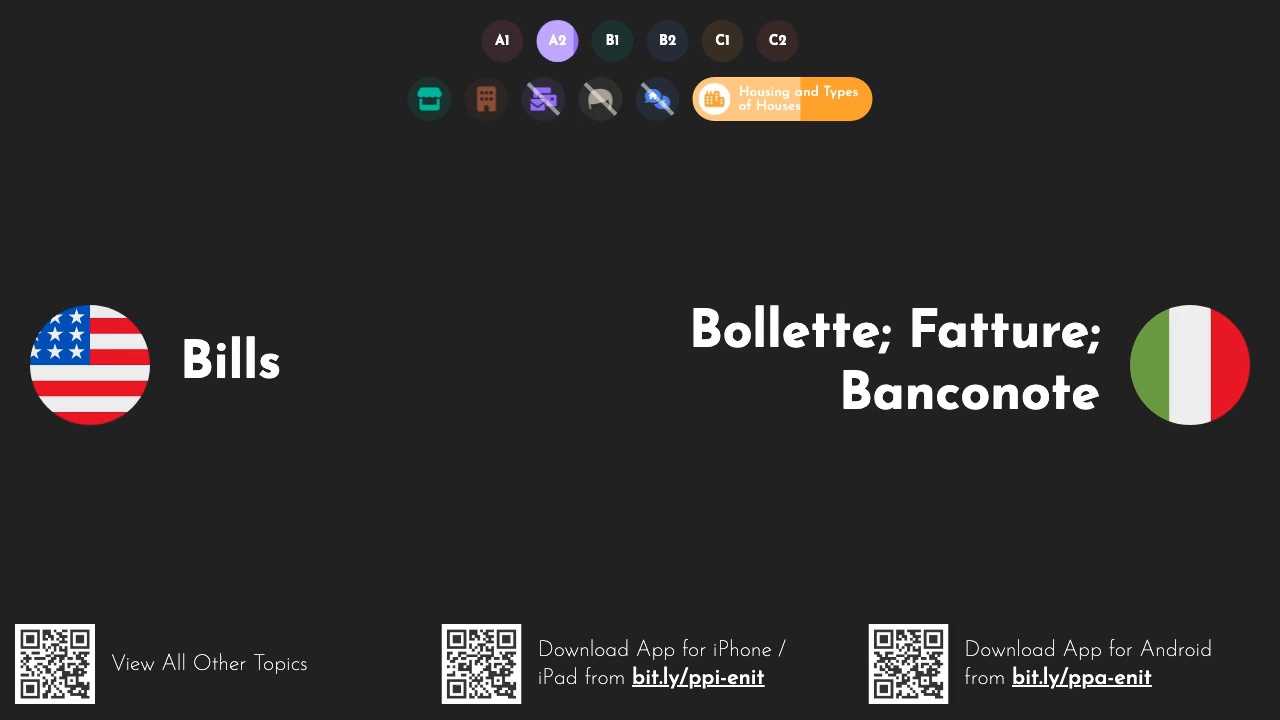 A1 A2 B1 B2 C1 C2
Housing and Types
of Houses
Bills
Bollette; Fatture;
Banconote
View All Other Topics
Download App for iPhone /
iPad from bit.ly/ppi-enit
Download App for Android
from bit.ly/ppa-enit